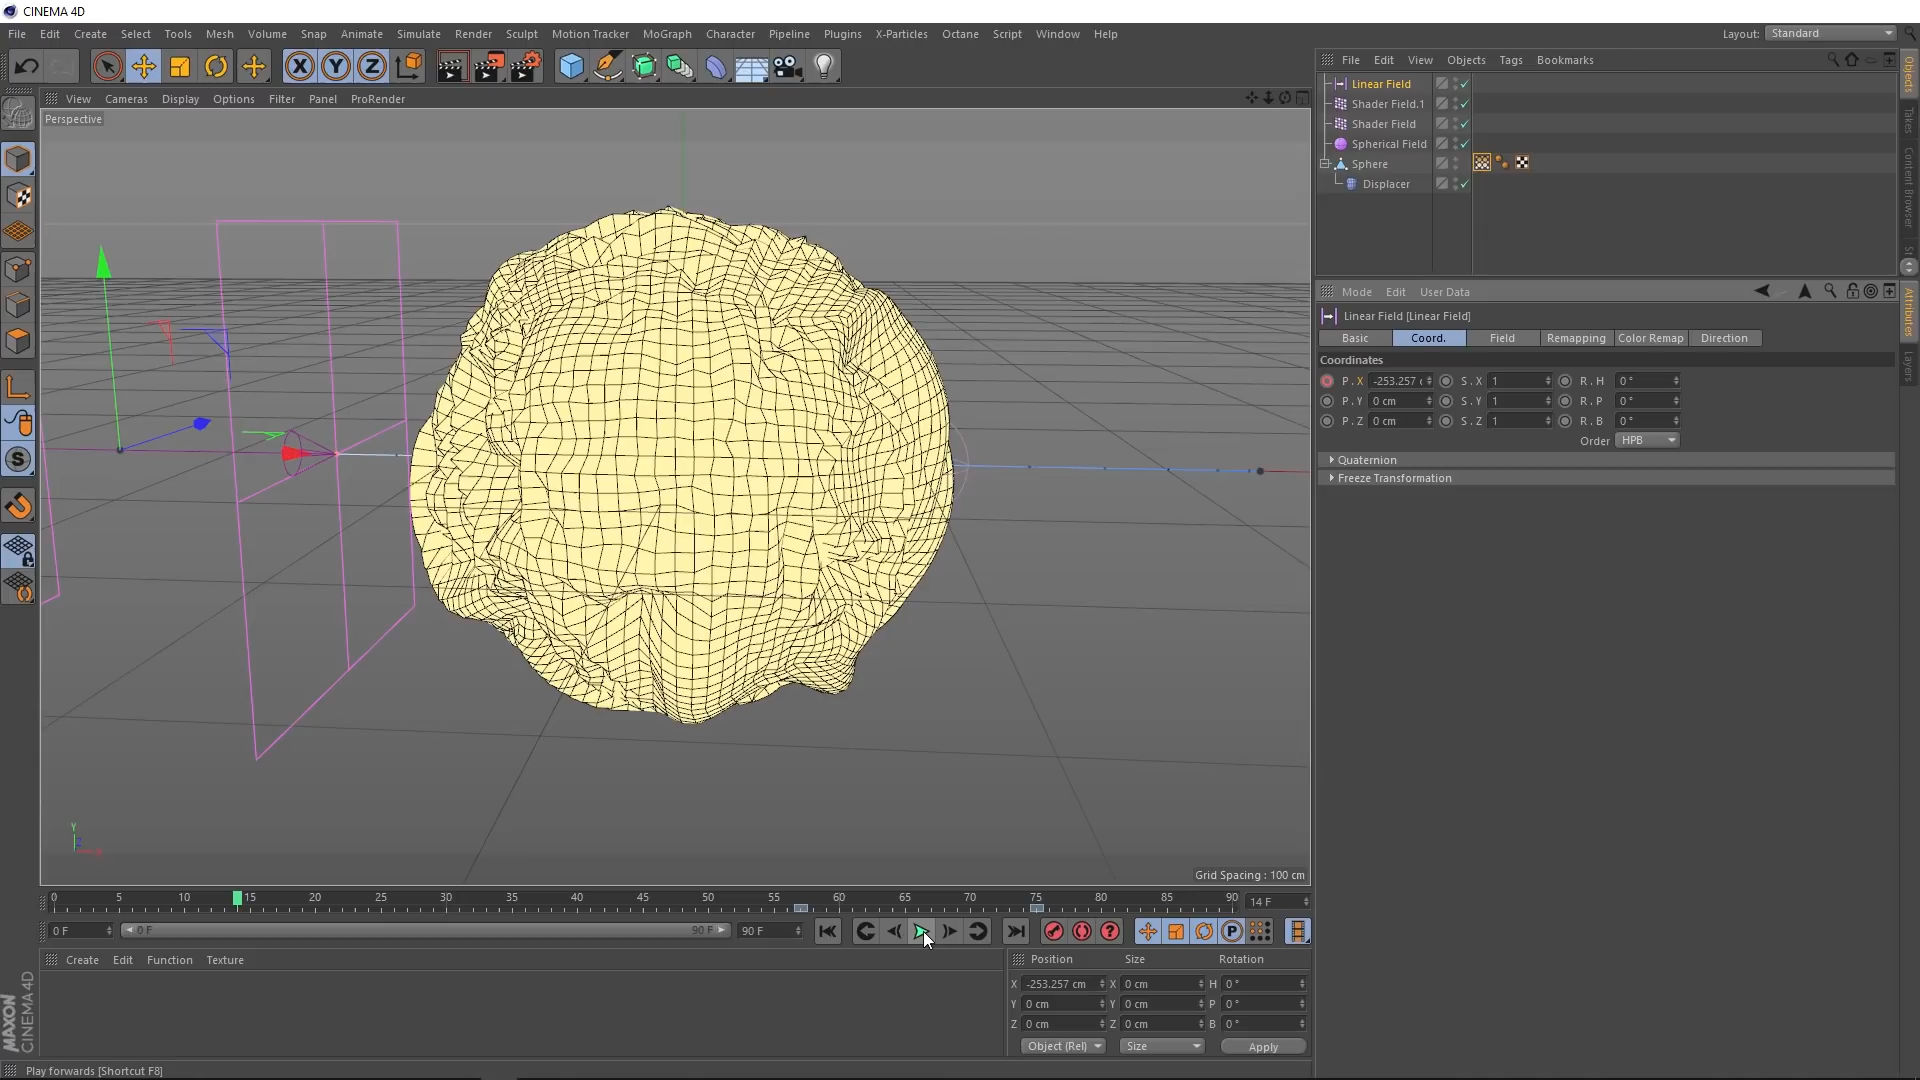 CINEMA 4D
File Edit Create Select Tools Mesh Volume Snap Animate Simulate Render Sculpt Motion Tracker MoGraph Character Pipeline Plugins X-Particles Octane Script Window Help Layout: Standard
View Cameras Display Options Filter Panel ProRender
Perspective
File Edit View Objects Tags Bookmarks
Linear Field
Shader Field.1
Shader Field
Spherical Field
Sphere
Displacer
Objects
Takes
Content Browser
Attributes
Layers
Mode Edit User Data
Linear Field [Linear Field]
Basic Coord. Field Remapping Color Remap Direction
Coordinates
P . X -253.257 S . X 1 R . H 0 °
P . Y 0 cm S . Y 1 R . P 0 °
P . Z 0 cm S . Z 1 R . B 0 °
Order HPB
Quaternion
Freeze Transformation
X Y Z
S
Y
Grid Spacing : 100 cm
0 5 10 15 20 25 30 35 40 45 50 55 60 65 70 75 80 85 90 14 F
0 F 0 F 90 F 90 F
P
Create Edit Function Texture
Position Size Rotation
X -253.257 cm X 0 cm H 0 °
Y 0 cm Y 0 cm P 0 °
Z 0 cm Z 0 cm B 0 °
Object (Rel) Size Apply
MAXON
CINEMA 4D
Play forwards [Shortcut F8]